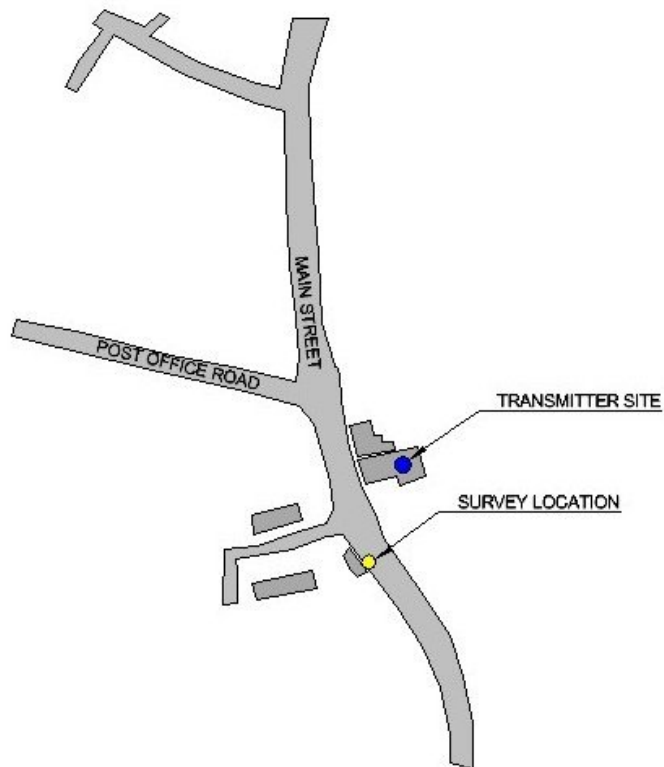 MAIN STREET
POST OFFICE ROAD
TRANSMITTER SITE
SURVEY LOCATION